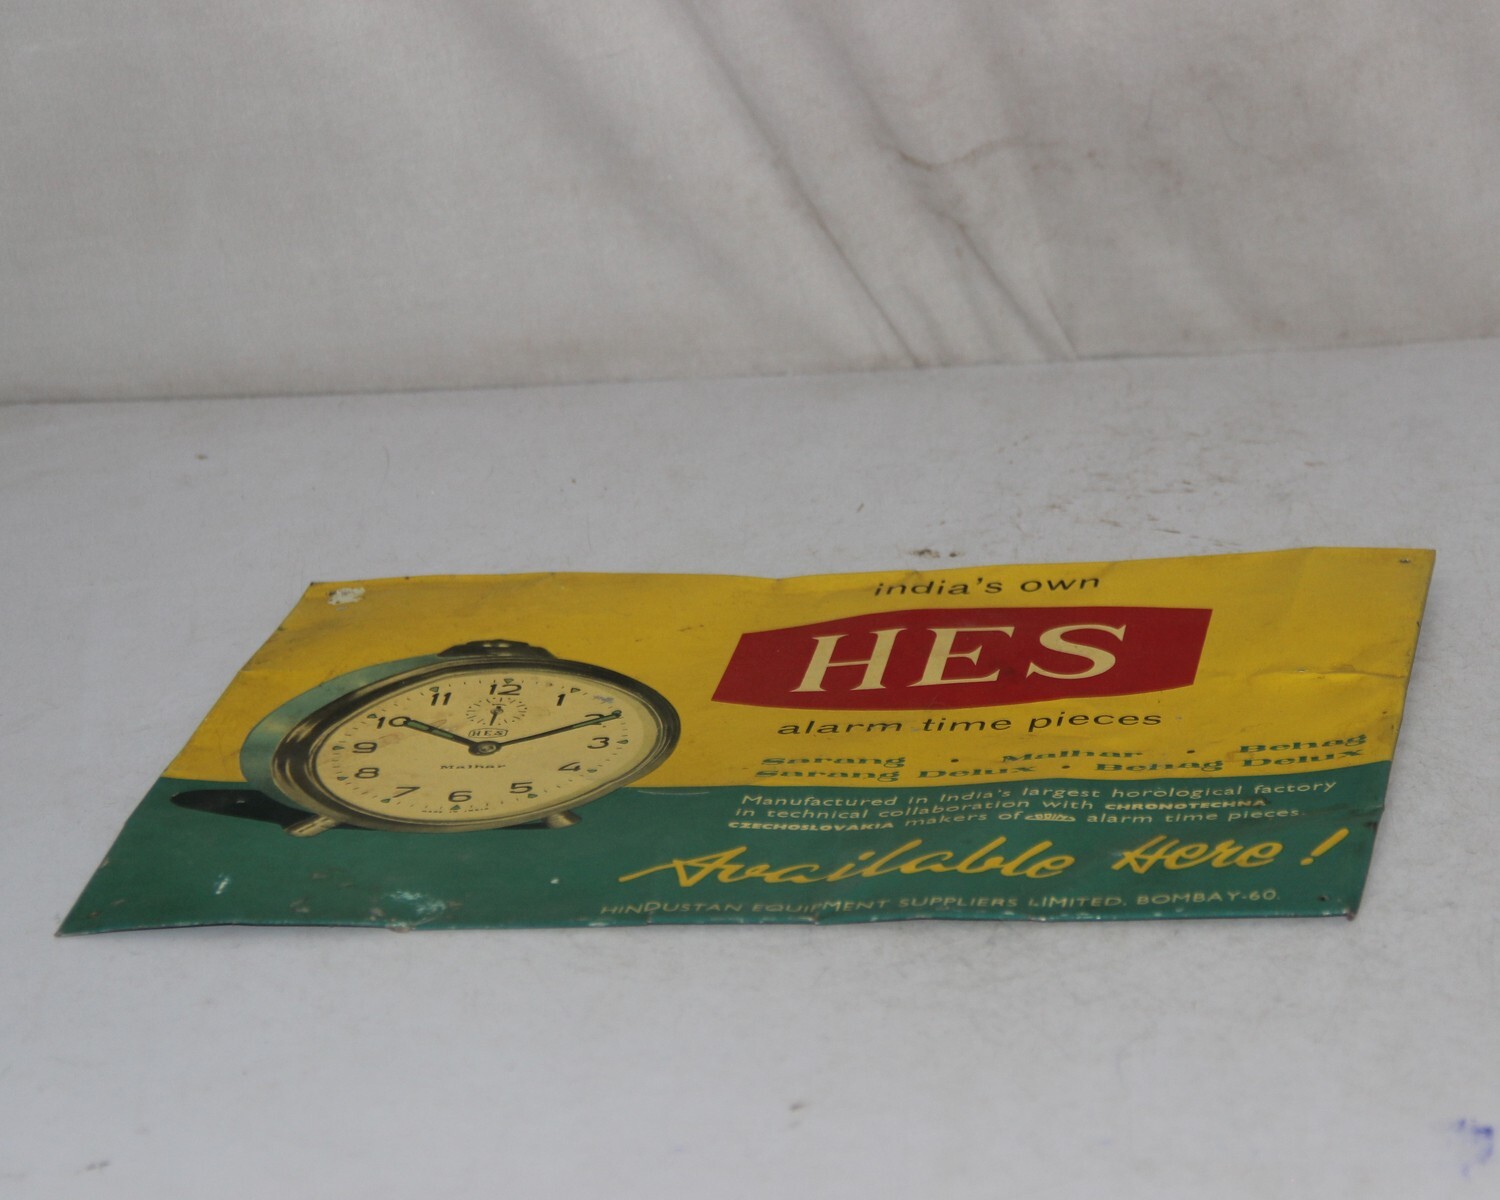 india's own
HES
alarm time pieces
Sarang • Malhar • Behag
Sarang Delux • Behag Delux
Manufactured in India's largest horological factory
in technical collaboration with CHRONOTECHNA
CZECHOSLOVAKIA makers of alarm time pieces.
Available Here!
HINDUSTAN EQUIPMENT SUPPLIERS LIMITED, BOMBAY-60.
12
11 1
10 2
9 3
8 4
7 5
6
HES
Malhar